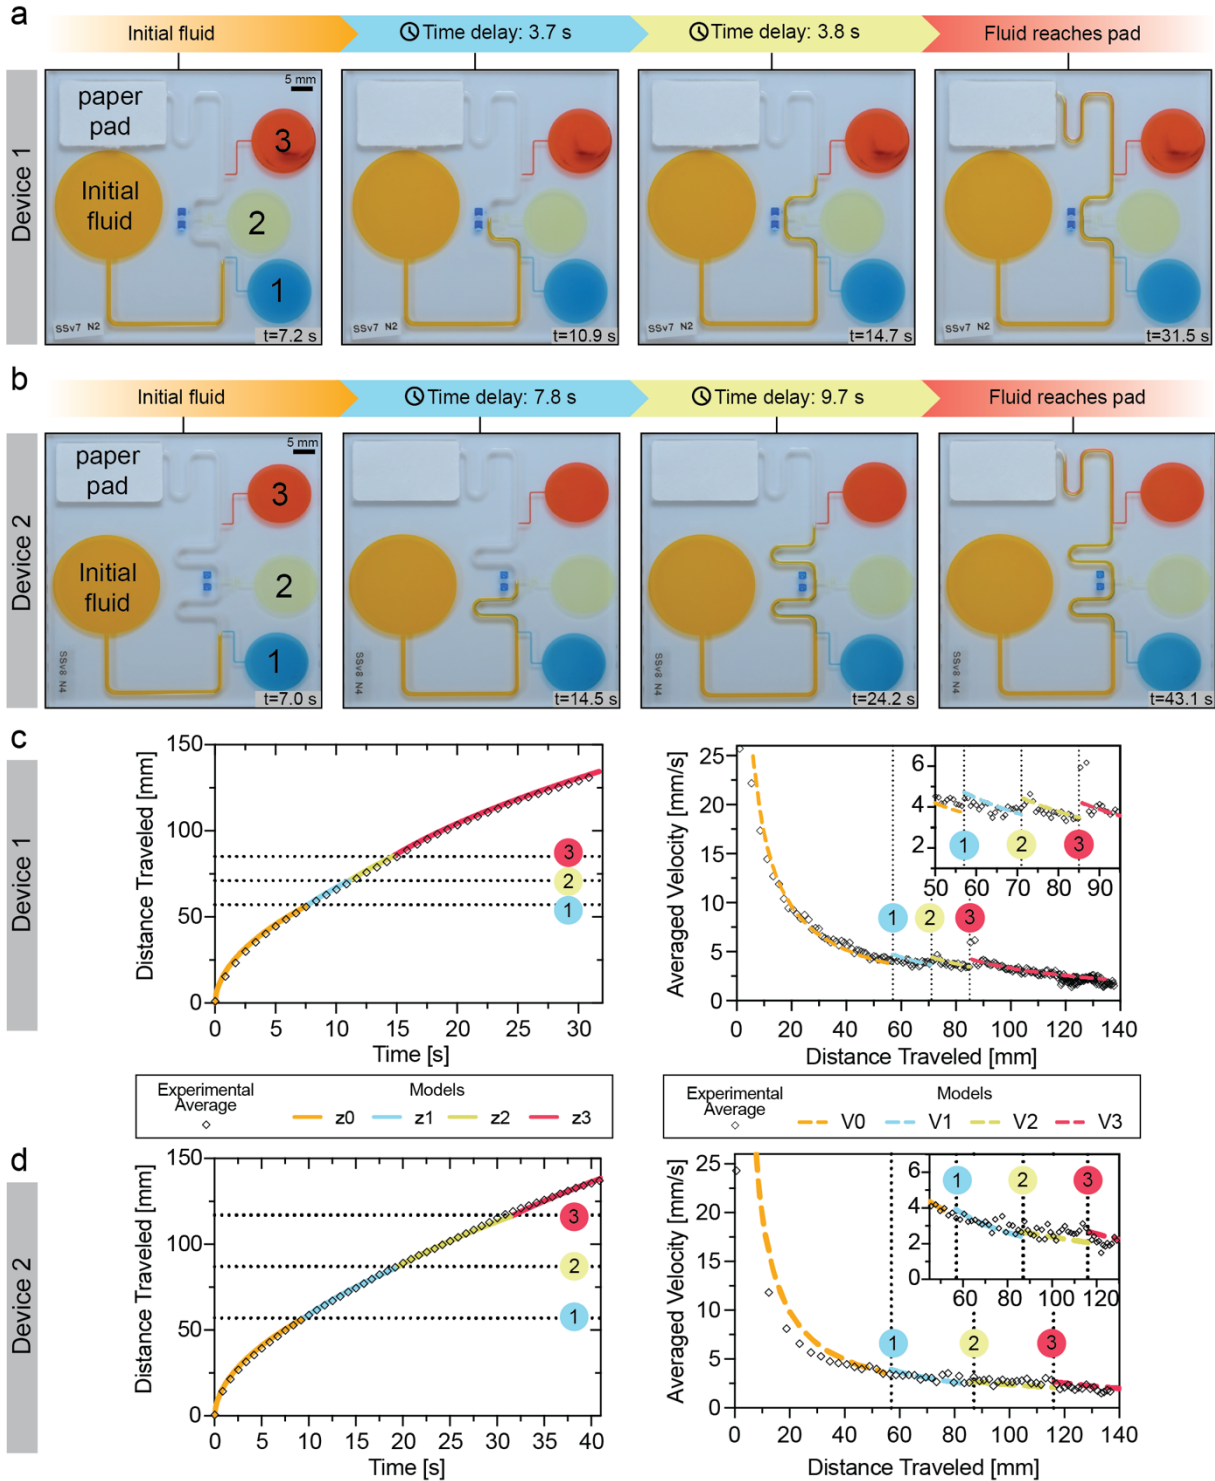 a
Initial fluid
Time delay: 3.7 s
Time delay: 3.8 s
Fluid reaches pad
Device 1
paper
pad
5 mm
3
Initial
fluid
2
1
SSv7 N2
t=7.2 s
t=10.9 s
SSv7 N2
t=14.7 s
t=31.5 s
b
Initial fluid
Time delay: 7.8 s
Time delay: 9.7 s
Fluid reaches pad
Device 2
paper
pad
5 mm
3
Initial
fluid
2
1
SSv8 N4
t=7.0 s
t=14.5 s
t=24.2 s
t=43.1 s
c
Device 1
Distance Traveled [mm]
150
100
50
0
3
2
1
0 5 10 15 20 25 30
Time [s]
Averaged Velocity [mm/s]
25
20
15
10
5
0
1 2 3
6
4
2
1 2 3
50 60 70 80 90
0 20 40 60 80 100 120 140
Distance Traveled [mm]
Experimental
Average
Models
z0 z1 z2 z3
Experimental
Average
Models
V0 V1 V2 V3
d
Device 2
Distance Traveled [mm]
150
100
50
0
3
2
1
0 5 10 15 20 25 30 35 40
Time [s]
Averaged Velocity [mm/s]
25
20
15
10
5
0
1 2 3
6
4
2
0
1 2 3
60 80 100 120
0 20 40 60 80 100 120 140
Distance Traveled [mm]